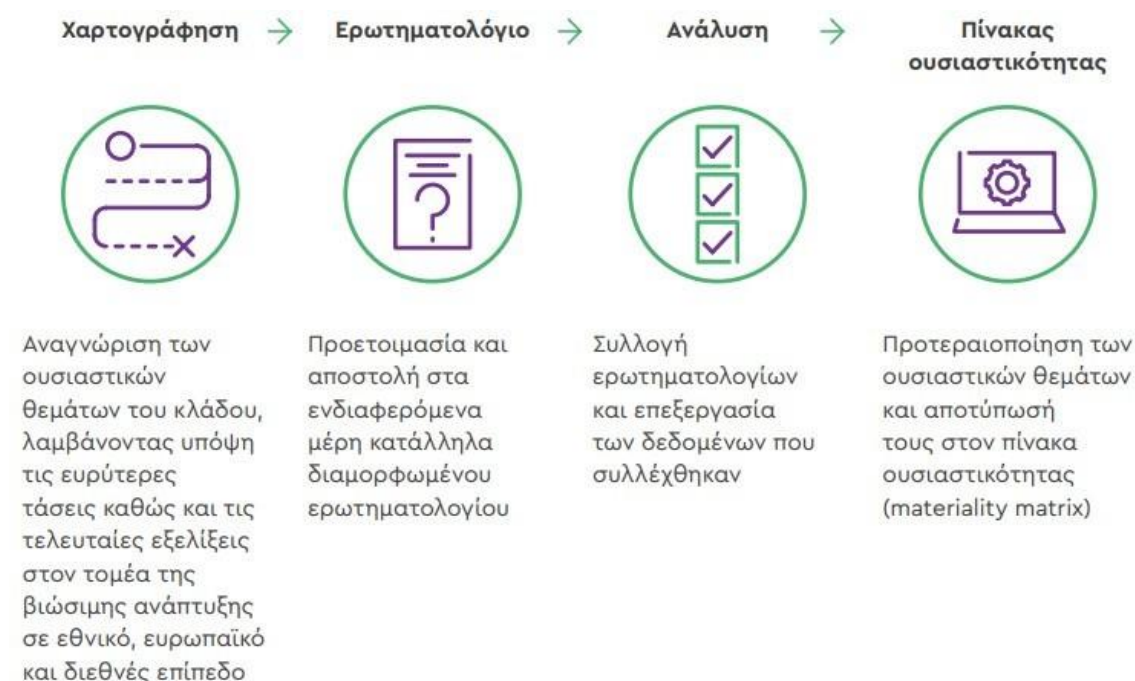 Χαρτογράφηση → Ερωτηματολόγιο → Ανάλυση → Πίνακας
ουσιαστικότητας
?
Αναγνώριση των
ουσιαστικών
θεμάτων του κλάδου,
λαμβάνοντας υπόψη
τις ευρύτερες
τάσεις καθώς και τις
τελευταίες εξελίξεις
στον τομέα της
βιώσιμης ανάπτυξης
σε εθνικό, ευρωπαϊκό
και διεθνές επίπεδο
Προετοιμασία και
αποστολή στα
ενδιαφερόμενα
μέρη κατάλληλα
διαμορφωμένου
ερωτηματολογίου
Συλλογή
ερωτηματολογίων
και επεξεργασία
των δεδομένων που
συλλέχθηκαν
Προτεραιοποίηση των
ουσιαστικών θεμάτων
και αποτύπωσή
τους στον πίνακα
ουσιαστικότητας
(materiality matrix)